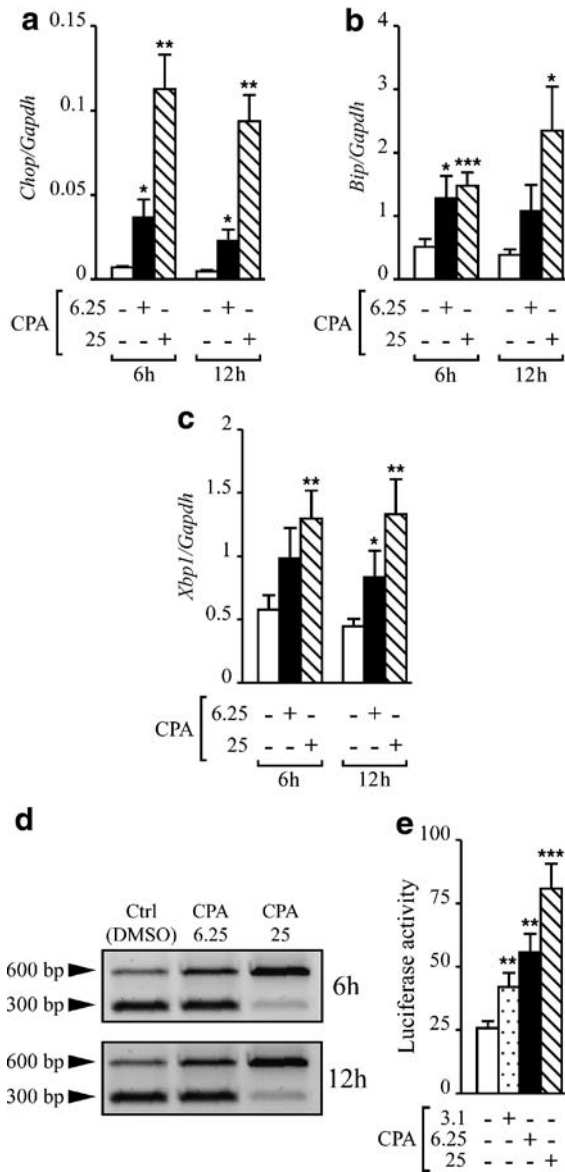 a
Chop/Gapdh
0.15
0.1
0.05
0
* ** * **
CPA [ 6.25 - + - - + -
25 - - + - - +
6h 12h
b
Bip/Gapdh
4
3
2
1
0
* *** *
CPA [ 6.25 - + - - + -
25 - - + - - +
6h 12h
c
Xbp1/Gapdh
2
1.5
1
0.5
0
** * **
CPA [ 6.25 - + - - + -
25 - - + - - +
6h 12h
d
Ctrl (DMSO)
CPA 6.25
CPA 25
600 bp
300 bp
6h
600 bp
300 bp
12h
e
Luciferase activity
100
75
50
25
0
** ** ***
CPA [ 3.1 - + - -
6.25 - - + -
25 - - - +